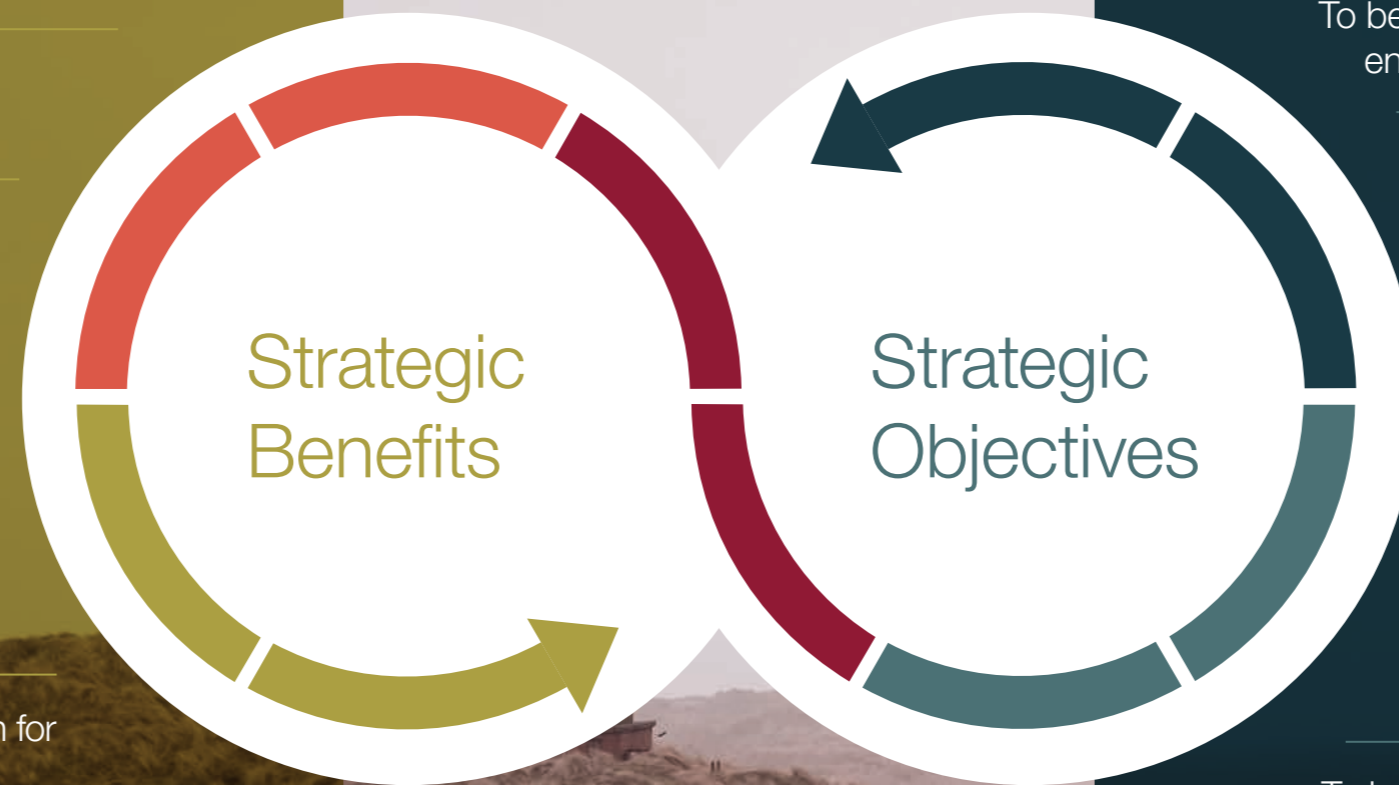 To be
en
Strategic
Benefits
Strategic
Objectives
n for